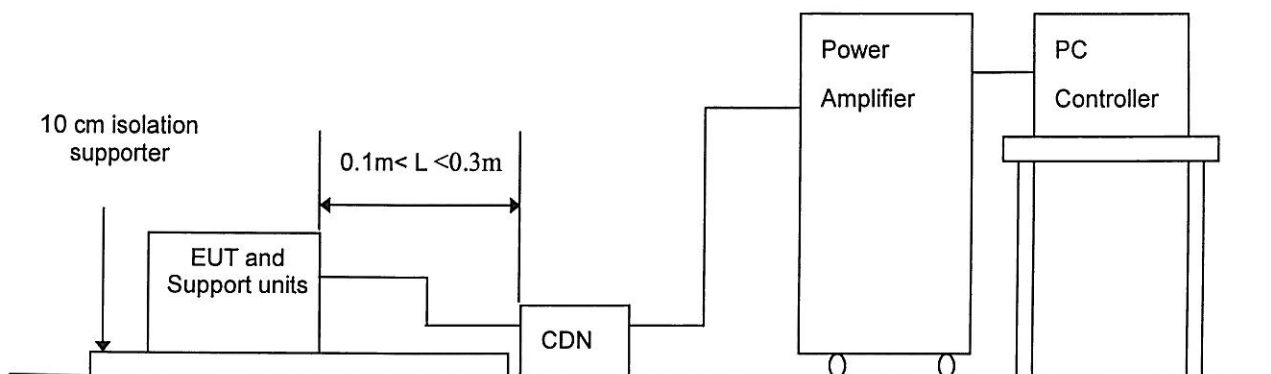 Power
Amplifier
PC
Controller
10 cm isolation
supporter
0.1m< L <0.3m
EUT and
Support units
CDN